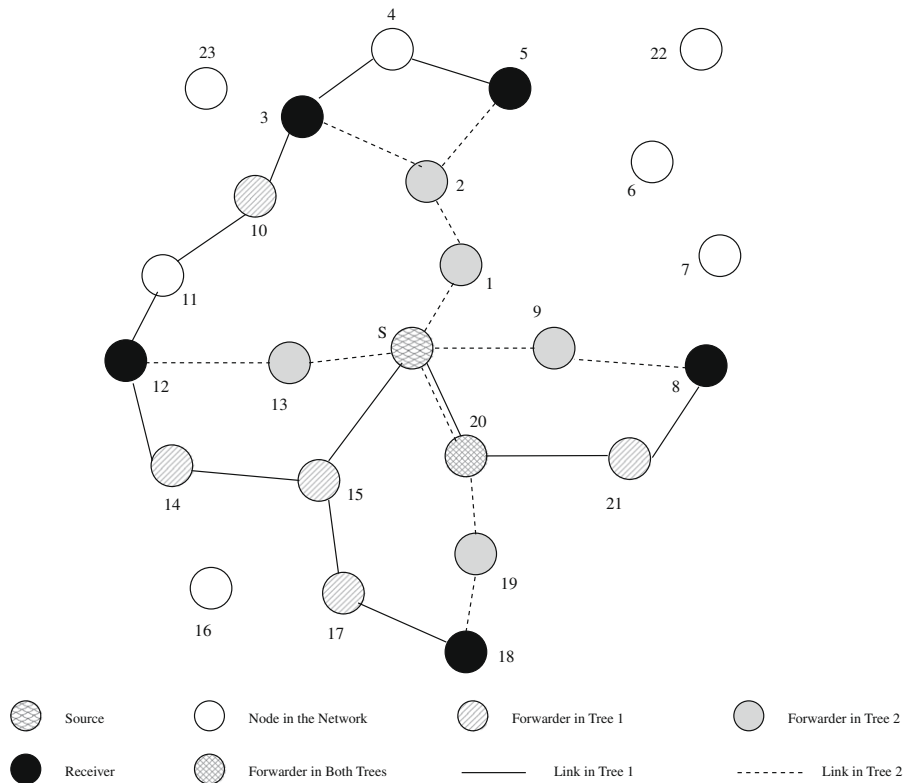 4
23
5
22
3
2
6
10
1
7
11
9
S
12
13
8
20
14
15
21
19
16
17
18
Source
Node in the Network
Forwarder in Tree 1
Forwarder in Tree 2
Receiver
Forwarder in Both Trees
Link in Tree 1
Link in Tree 2